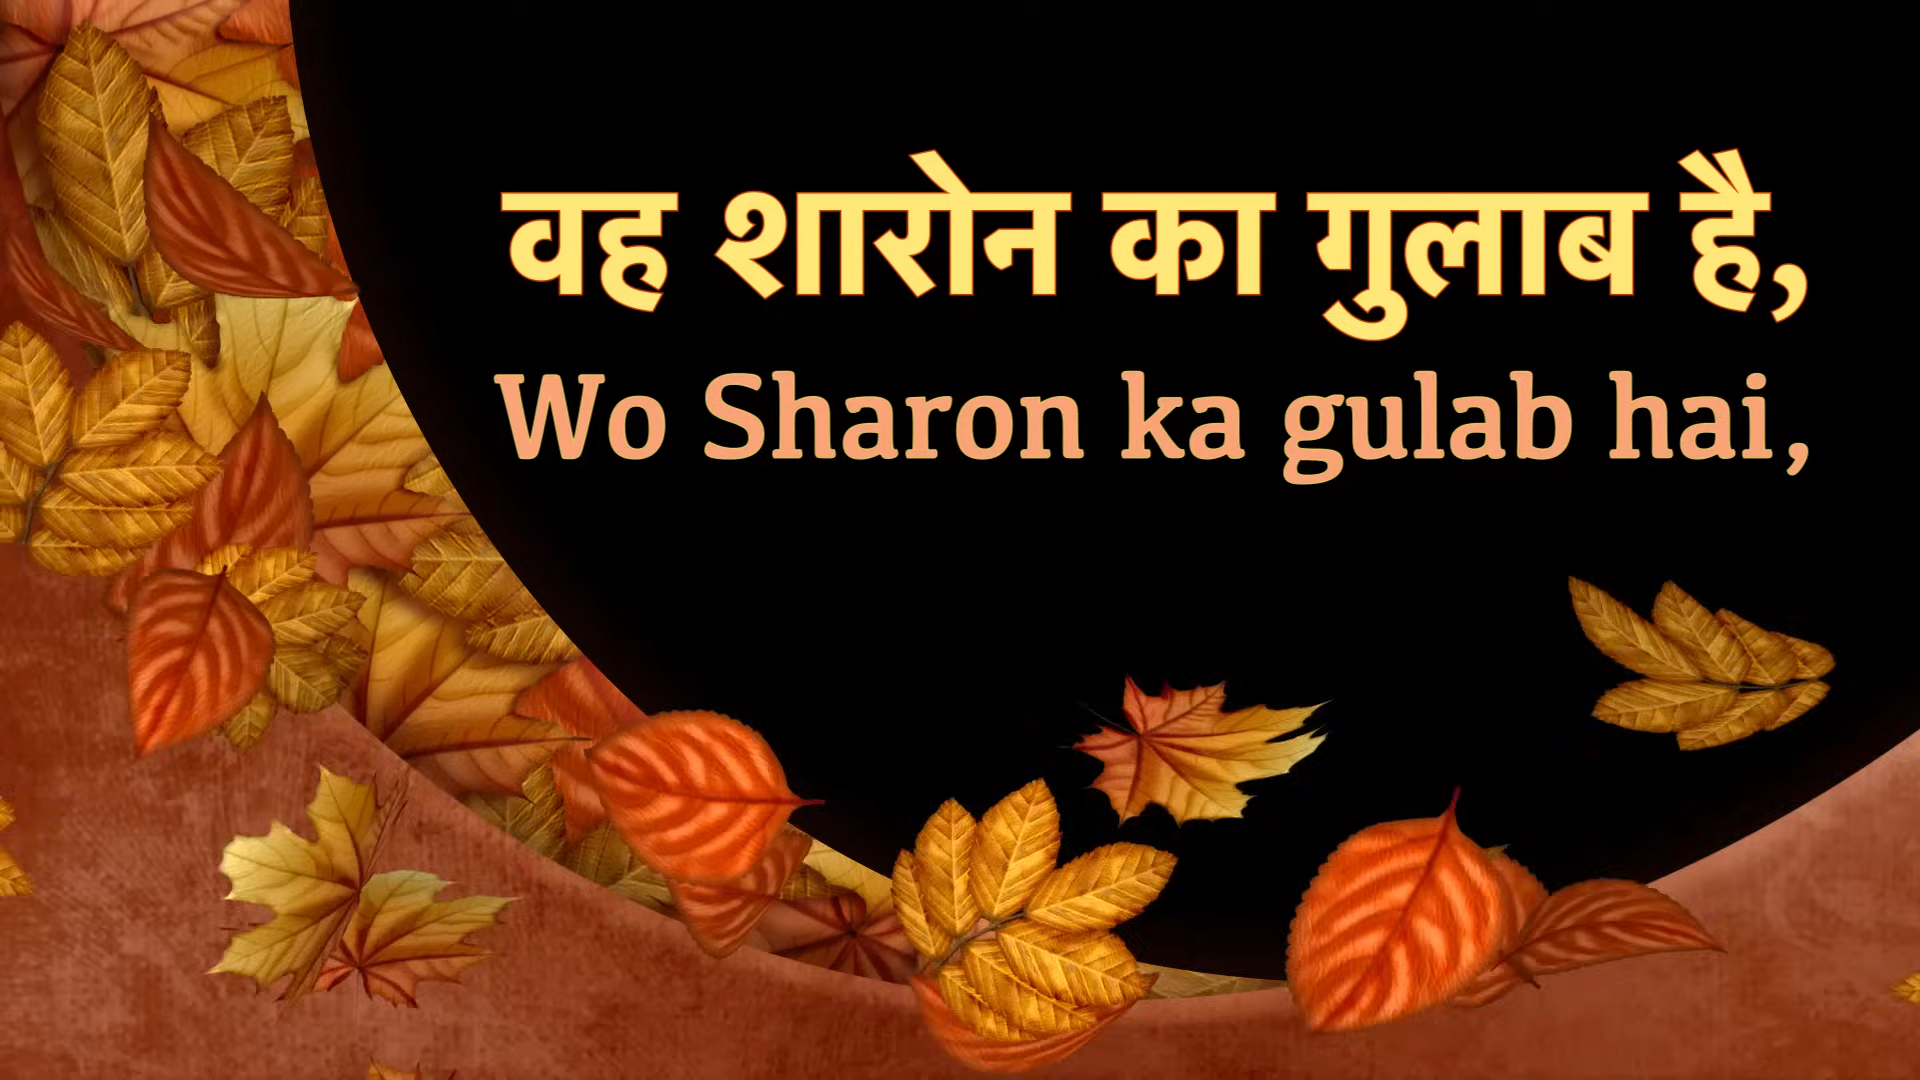 वह शारोन का गुलाब है,
Wo Sharon ka gulab hai,